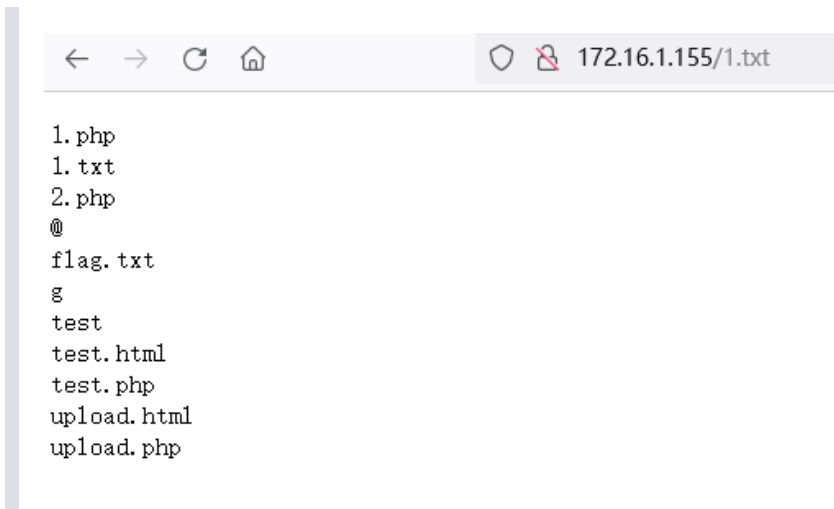 172.16.1.155/1.txt
1.php
1.txt
2.php
@
flag.txt
g
test
test.html
test.php
upload.html
upload.php